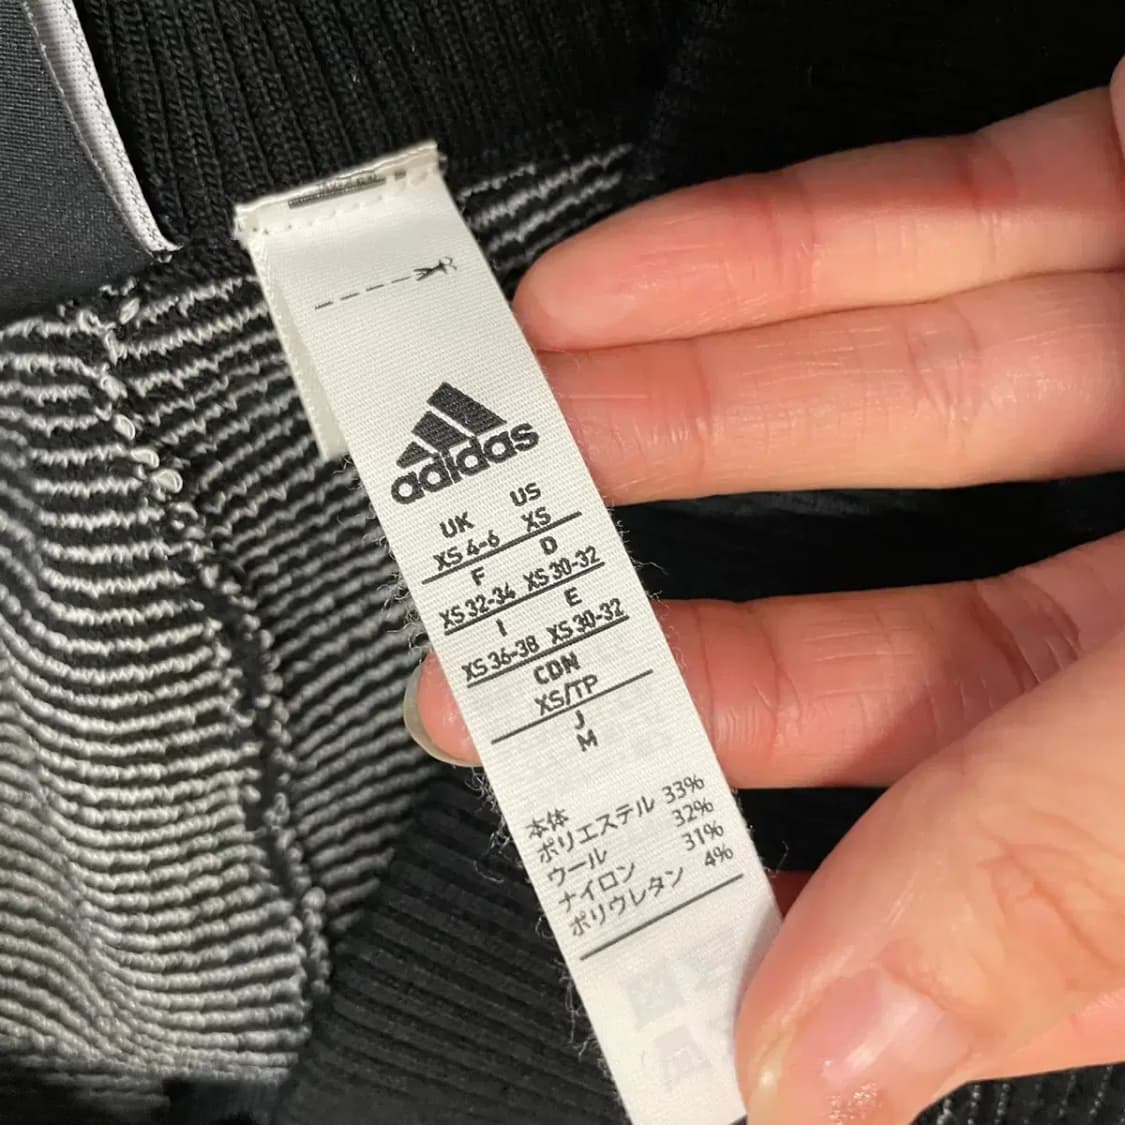 adidas
UK US
XS 4-6 XS
F D
XS 32-34 XS 30-32
I E
XS 36-38 XS 30-32
CDN
XS/TP
J
M
本体
ポリエステル 33%
ウール 32%
ナイロン 31%
ポリウレタン 4%